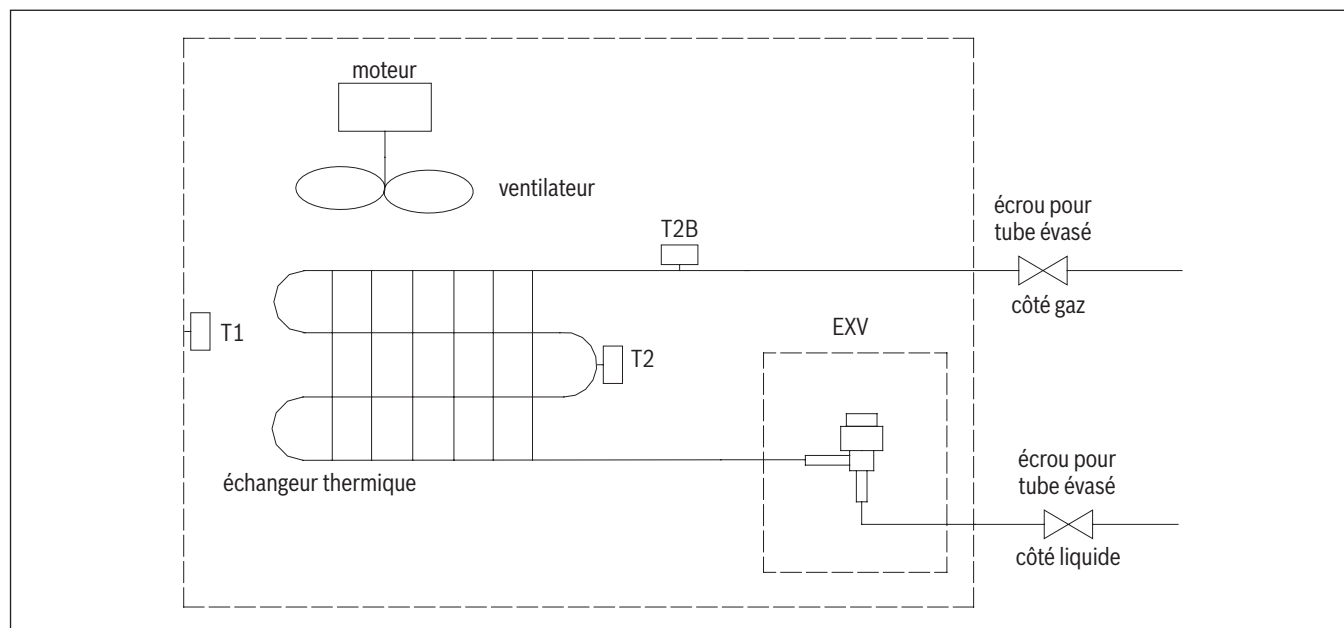 moteur
ventilateur
T2B
écrou pour
tube évasé
côté gaz
T1
EXV
T2
échangeur thermique
écrou pour
tube évasé
côté liquide